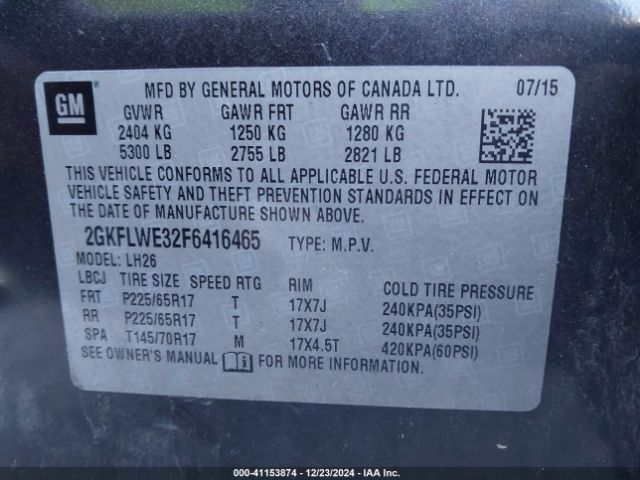 GM
MFD BY GENERAL MOTORS OF CANADA LTD. 07/15
GVWR GAWR FRT GAWR RR
2404 KG 1250 KG 1280 KG
5300 LB 2755 LB 2821 LB
THIS VEHICLE CONFORMS TO ALL APPLICABLE U.S. FEDERAL MOTOR
VEHICLE SAFETY AND THEFT PREVENTION STANDARDS IN EFFECT ON
THE DATE OF MANUFACTURE SHOWN ABOVE.
2GKFLWE32F6416465 TYPE: M.P.V.
MODEL: LH26
LBCJ TIRE SIZE SPEED RTG RIM COLD TIRE PRESSURE
FRT P225/65R17 T 17X7J 240KPA(35PSI)
RR P225/65R17 T 17X7J 240KPA(35PSI)
SPA T145/70R17 M 17X4.5T 420KPA(60PSI)
SEE OWNER'S MANUAL FOR MORE INFORMATION.
000-41153874 - 12/23/2024 - IAA Inc.